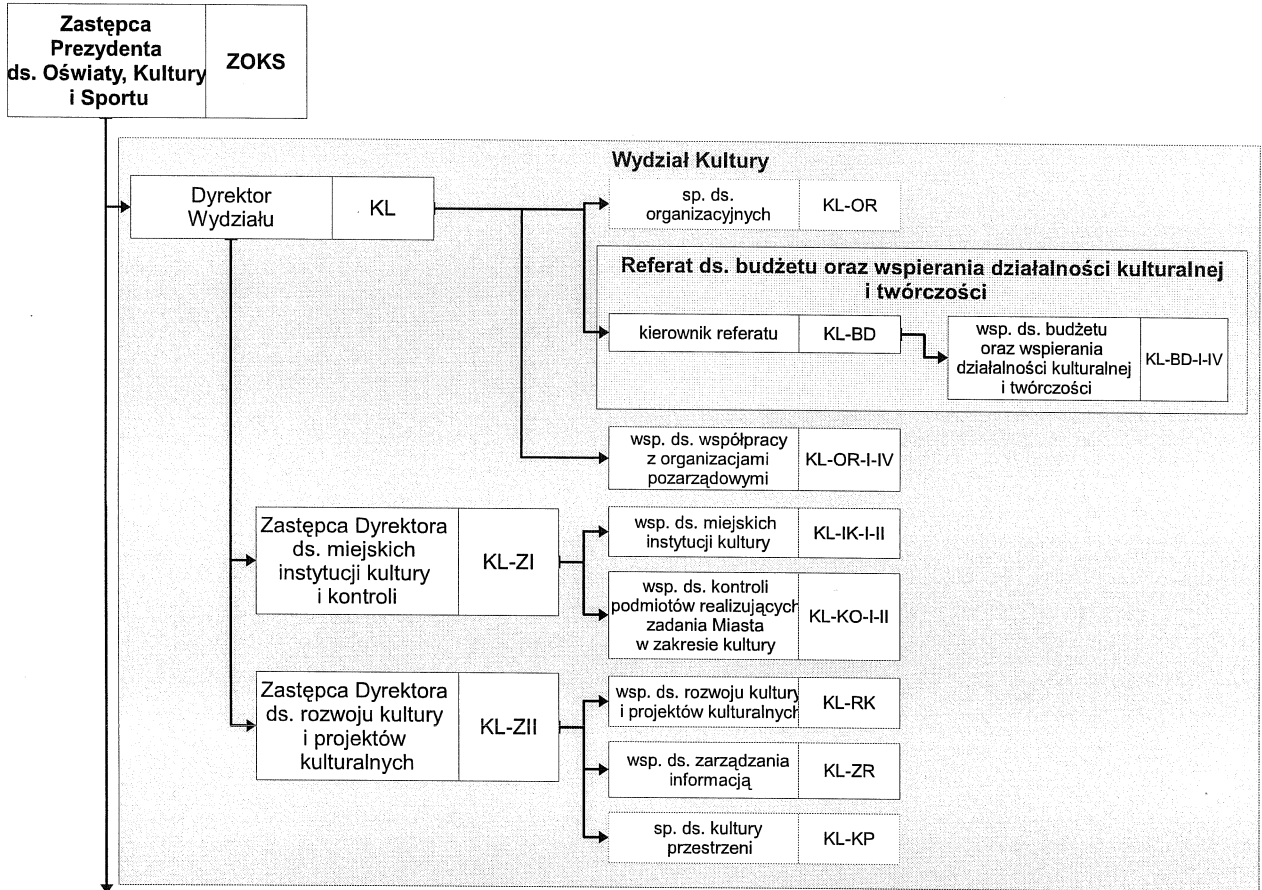 Zastępca
Prezydenta
ds. Oświaty, Kultury
i Sportu
ZOKS
Wydział Kultury
Dyrektor
Wydziału
KL
sp. ds.
organizacyjnych
KL-OR
Referat ds. budżetu oraz wspierania działalności kulturalnej
i twórczości
kierownik referatu
KL-BD
wsp. ds. budżetu
oraz wspierania
działalności kulturalnej
i twórczości
KL-BD-I-IV
wsp. ds. współpracy
z organizacjami
pozarządowymi
KL-OR-I-IV
Zastępca Dyrektora
ds. miejskich
instytucji kultury
i kontroli
KL-ZI
wsp. ds. miejskich
instytucji kultury
KL-IK-I-II
wsp. ds. kontroli
podmiotów realizujących
zadania Miasta
w zakresie kultury
KL-KO-I-II
Zastępca Dyrektora
ds. rozwoju kultury
i projektów
kulturalnych
KL-ZII
wsp. ds. rozwoju kultury
i projektów kulturalnych
KL-RK
wsp. ds. zarządzania
informacją
KL-ZR
sp. ds. kultury
przestrzeni
KL-KP